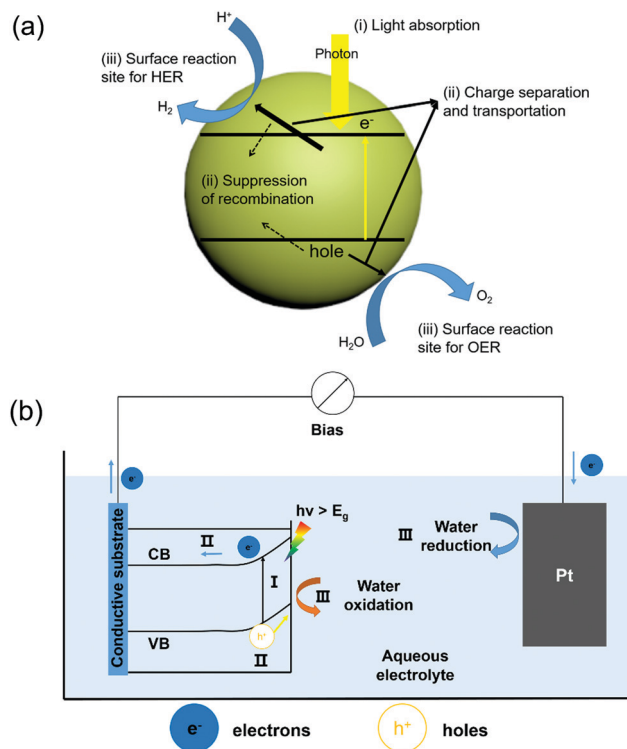 (a)
H⁺
(i) Light absorption
(iii) Surface reaction
site for HER
Photon
H₂
e⁻
(ii) Charge separation
and transportation
(ii) Suppression
of recombination
hole
O₂
H₂O
(iii) Surface reaction
site for OER
(b)
Bias
e⁻
e⁻
hν > E₉
II
e⁻
CB
I
III
Water
reduction
Conductive substrate
Pt
III
Water
oxidation
VB
h⁺
II
Aqueous
electrolyte
e⁻
electrons
h⁺
holes